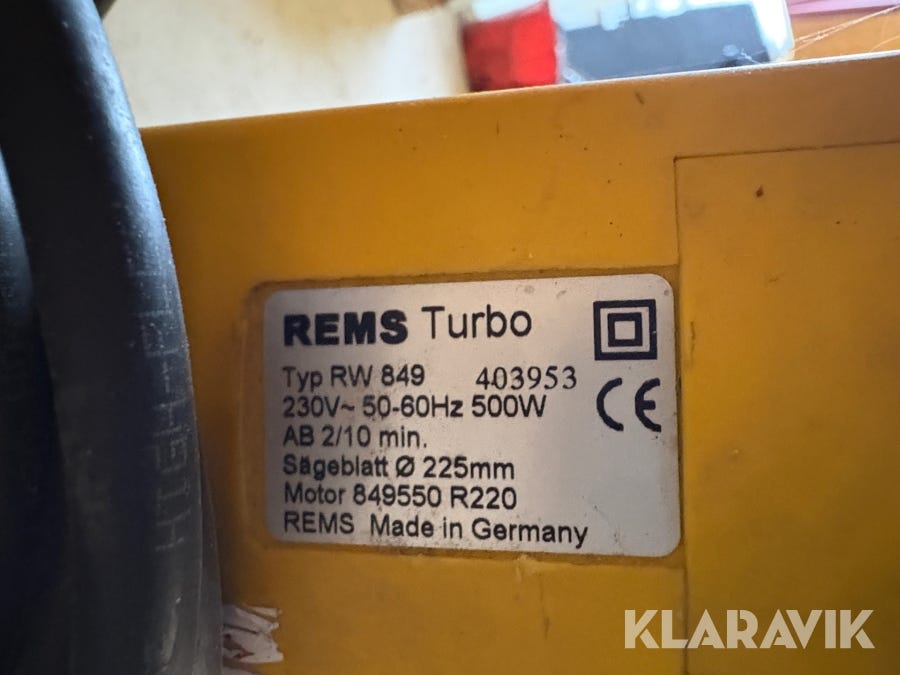 REMS Turbo
Typ RW 849 403953
230V~ 50-60Hz 500W
AB 2/10 min.
Sägeblatt Ø 225mm
Motor 849550 R220
REMS Made in Germany
CE
HIGH
KLARAVIK